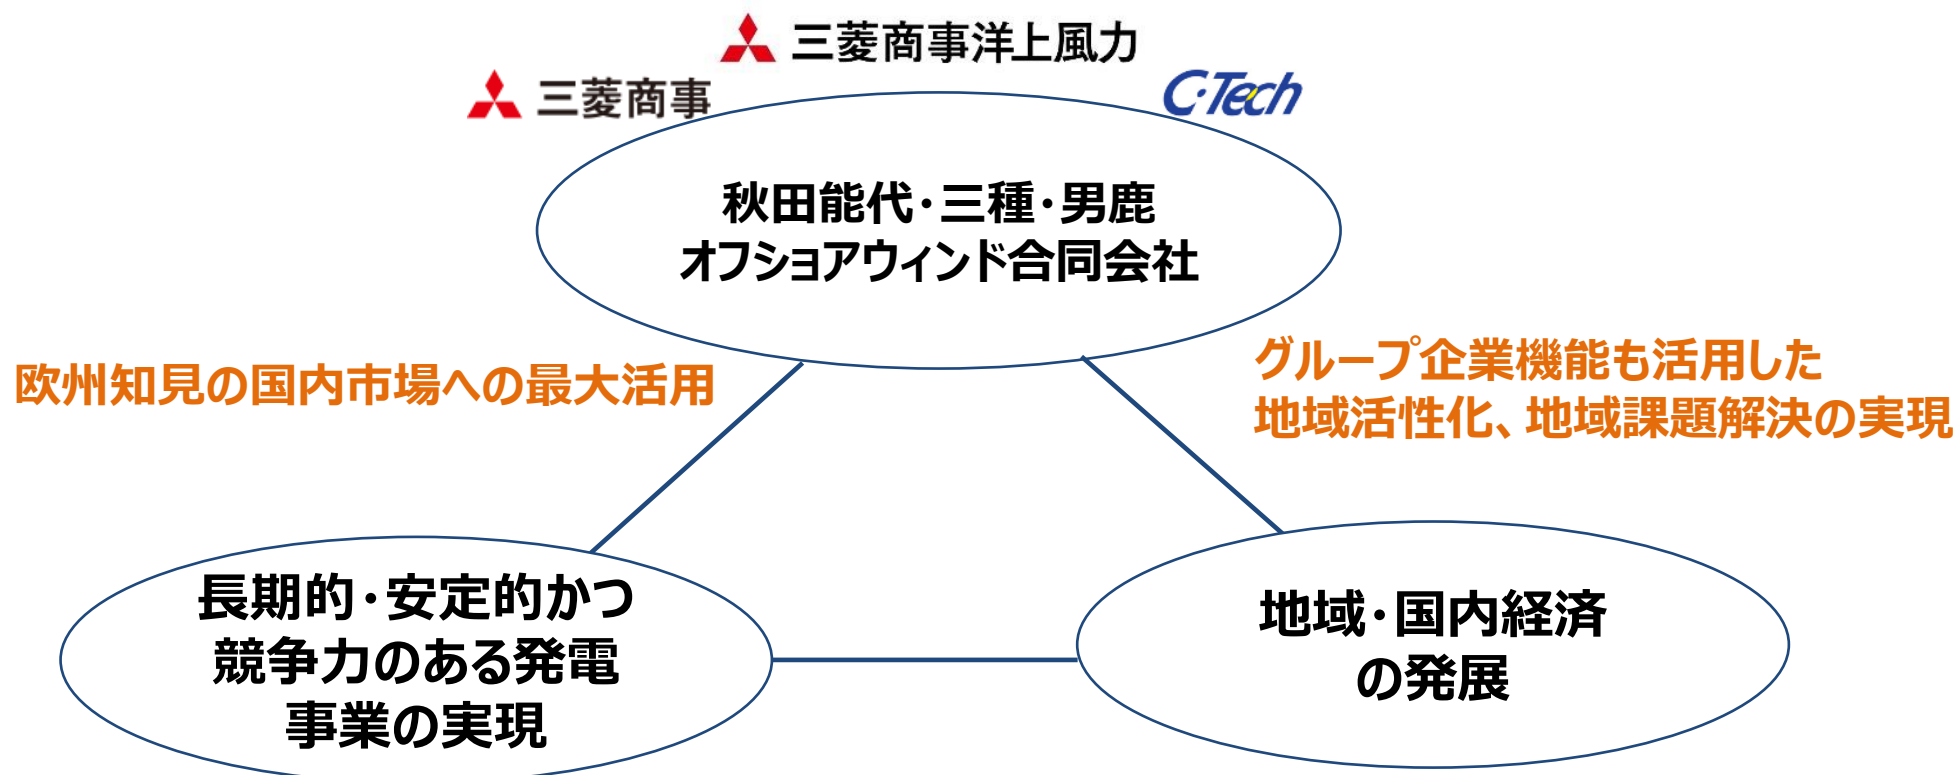 三菱商事洋上風力
三菱商事
C-Tech
秋田能代・三種・男鹿
オフショアウィンド合同会社
欧州知見の国内市場への最大活用
グループ企業機能も活用した
地域活性化、地域課題解決の実現
長期的・安定的かつ
競争力のある発電
事業の実現
地域・国内経済
の発展